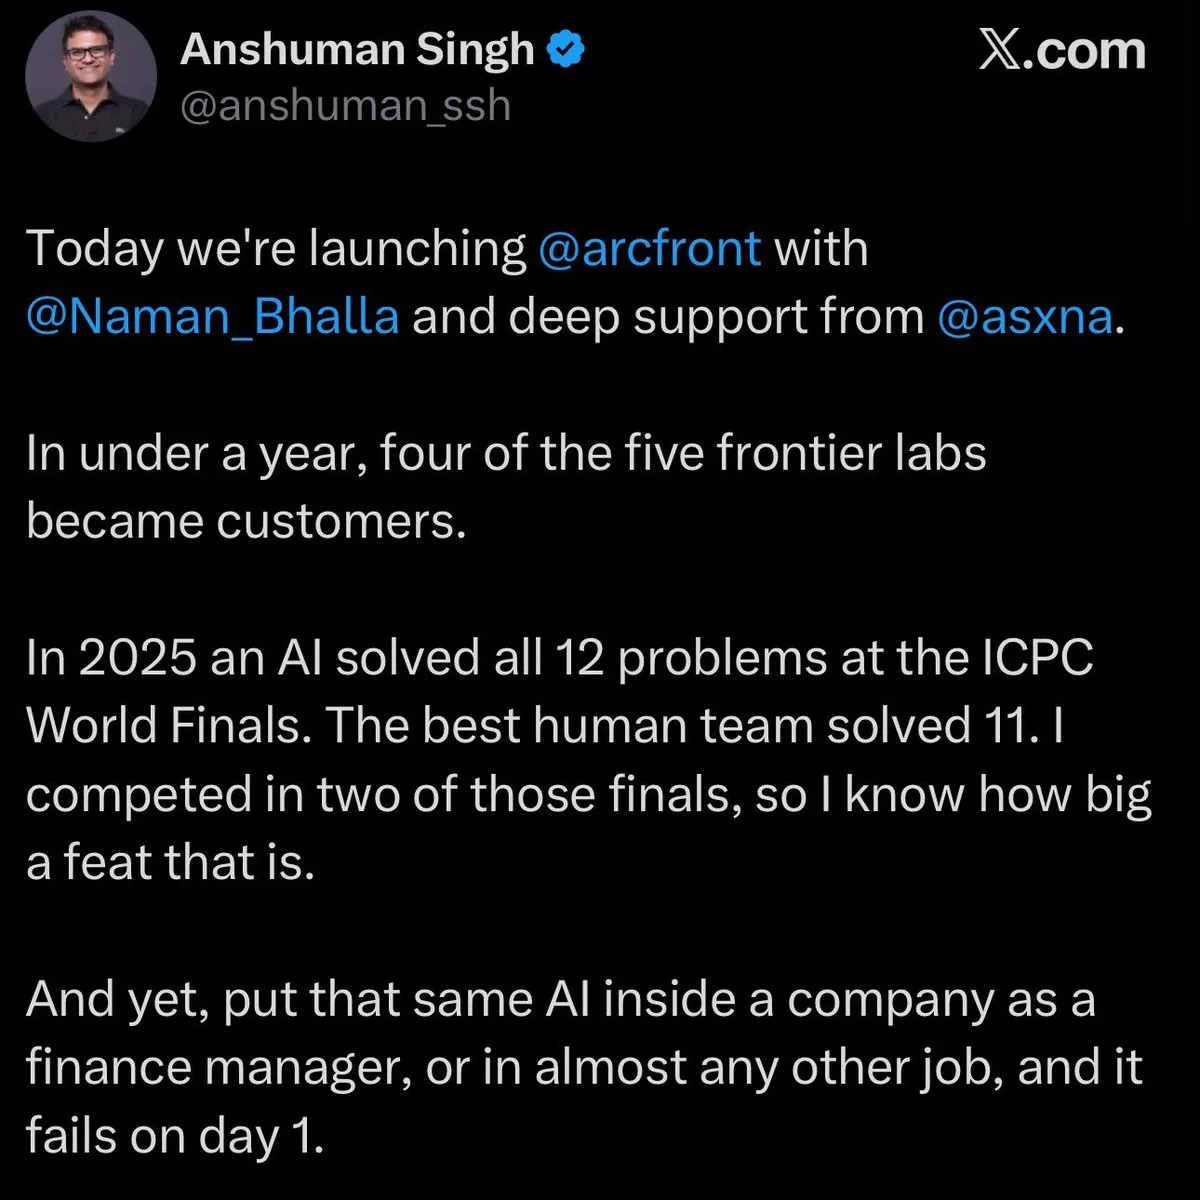 Anshuman Singh
X.com
@anshuman_ssh
Today we're launching @arcfront with
@Naman_Bhalla and deep support from @asxna.
In under a year, four of the five frontier labs
became customers.
In 2025 an AI solved all 12 problems at the ICPC
World Finals. The best human team solved 11. I
competed in two of those finals, so I know how big
a feat that is.
And yet, put that same AI inside a company as a
finance manager, or in almost any other job, and it
fails on day 1.